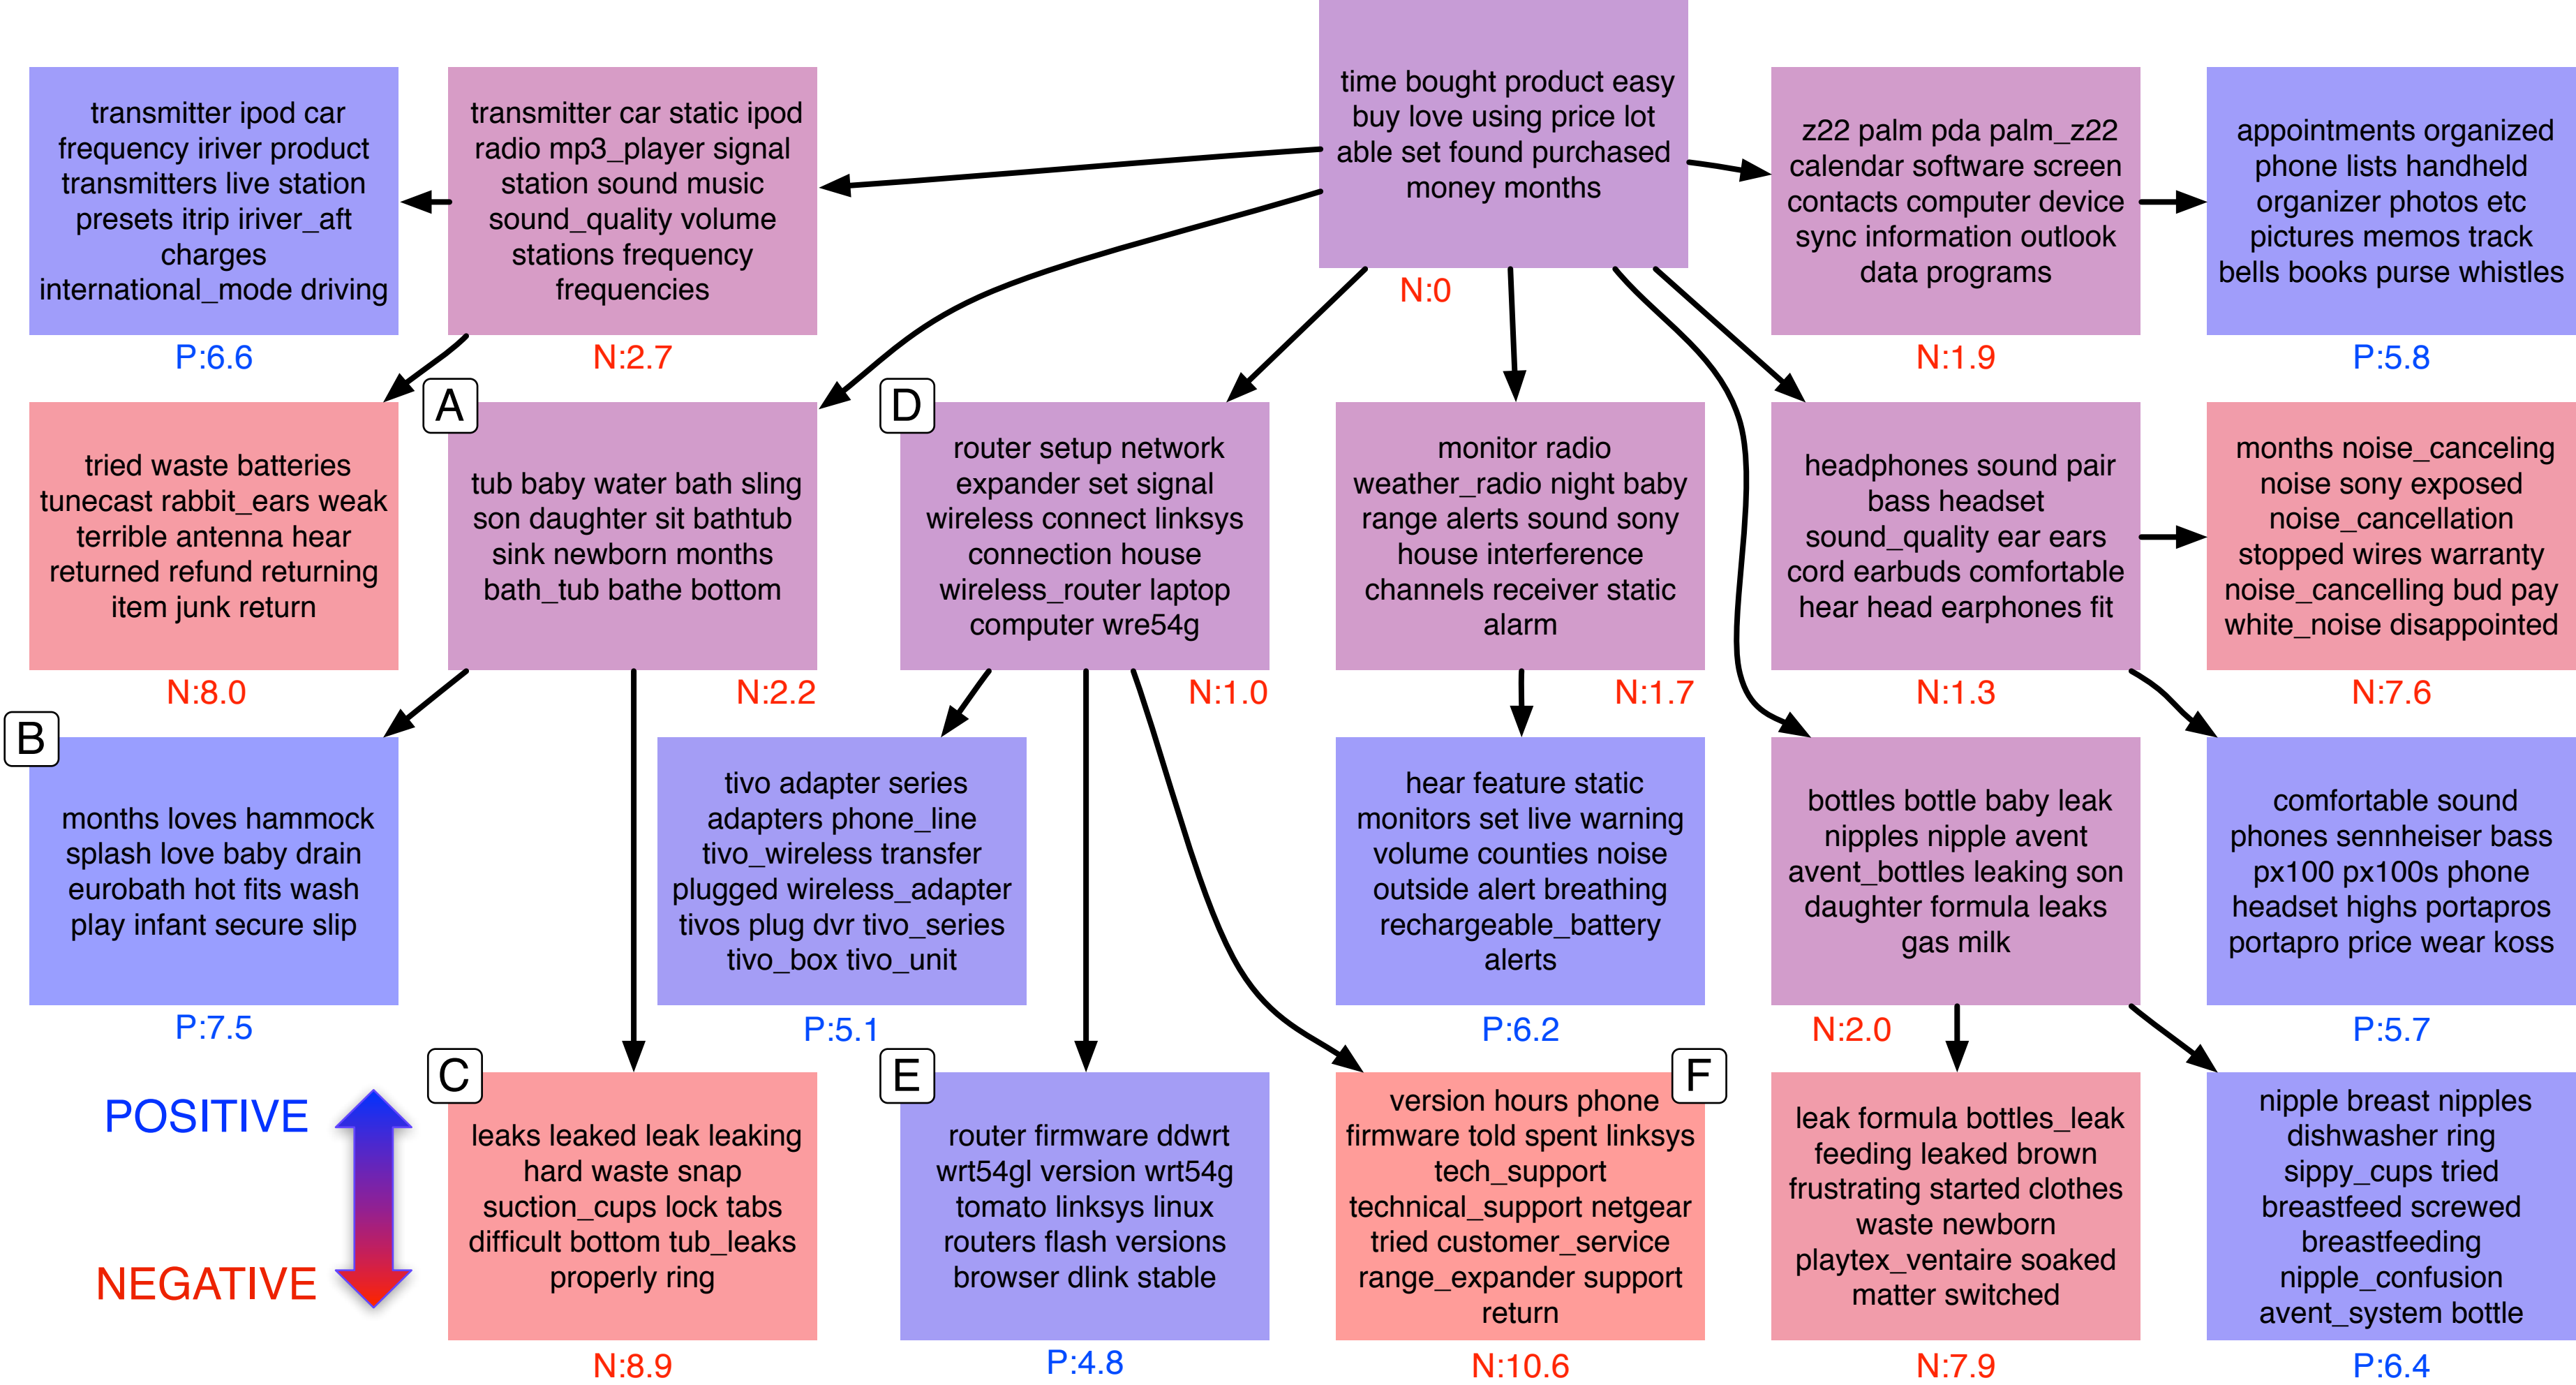 time bought product easy
buy love using price lot
able set found purchased
money months
N:0
transmitter ipod car
frequency iriver product
transmitters live station
presets itrip iriver_aft
charges
international_mode driving
P:6.6
transmitter car static ipod
radio mp3_player signal
station sound music
sound_quality volume
stations frequency
frequencies
N:2.7
z22 palm pda palm_z22
calendar software screen
contacts computer device
sync information outlook
data programs
N:1.9
appointments organized
phone lists handheld
organizer photos etc
pictures memos track
bells books purse whistles
P:5.8
tried waste batteries
tunecast rabbit_ears weak
terrible antenna hear
returned refund returning
item junk return
N:8.0
A
tub baby water bath sling
son daughter sit bathtub
sink newborn months
bath_tub bathe bottom
N:2.2
D
router setup network
expander set signal
wireless connect linksys
connection house
wireless_router laptop
computer wre54g
N:1.0
monitor radio
weather_radio night baby
range alerts sound sony
house interference
channels receiver static
alarm
N:1.7
headphones sound pair
bass headset
sound_quality ear ears
cord earbuds comfortable
hear head earphones fit
N:1.3
months noise_canceling
noise sony exposed
noise_cancellation
stopped wires warranty
noise_cancelling bud pay
white_noise disappointed
N:7.6
B
months loves hammock
splash love baby drain
eurobath hot fits wash
play infant secure slip
P:7.5
tivo adapter series
adapters phone_line
tivo_wireless transfer
plugged wireless_adapter
tivos plug dvr tivo_series
tivo_box tivo_unit
P:5.1
hear feature static
monitors set live warning
volume counties noise
outside alert breathing
rechargeable_battery
alerts
P:6.2
bottles bottle baby leak
nipples nipple avent
avent_bottles leaking son
daughter formula leaks
gas milk
N:2.0
comfortable sound
phones sennheiser bass
px100 px100s phone
headset highs portapros
portapro price wear koss
P:5.7
POSITIVE
NEGATIVE
C
leaks leaked leak leaking
hard waste snap
suction_cups lock tabs
difficult bottom tub_leaks
properly ring
N:8.9
E
router firmware ddwrt
wrt54gl version wrt54g
tomato linksys linux
routers flash versions
browser dlink stable
P:4.8
F
version hours phone
firmware told spent linksys
tech_support
technical_support netgear
tried customer_service
range_expander support
return
N:10.6
leak formula bottles_leak
feeding leaked brown
frustrating started clothes
waste newborn
playtex_ventaire soaked
matter switched
N:7.9
nipple breast nipples
dishwasher ring
sippy_cups tried
breastfeed screwed
breastfeeding
nipple_confusion
avent_system bottle
P:6.4